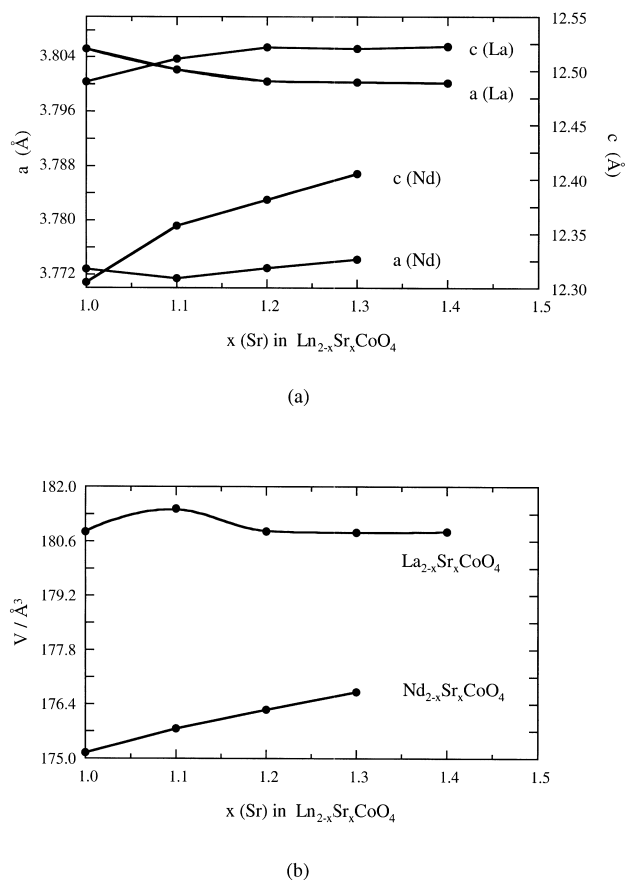 12.55
3.804
c (La)
12.50
a (La)
3.796
12.45
a (Å)
c (Å)
3.788
c (Nd)
12.40
3.780
12.35
a (Nd)
3.772
12.30
1.0 1.1 1.2 1.3 1.4 1.5
x (Sr) in Ln₂₋ₓSrₓCoO₄
(a)
182.0
180.6
La₂₋ₓSrₓCoO₄
179.2
V / Å³
177.8
Nd₂₋ₓSrₓCoO₄
176.4
175.0
1.0 1.1 1.2 1.3 1.4 1.5
x (Sr) in Ln₂₋ₓSrₓCoO₄
(b)